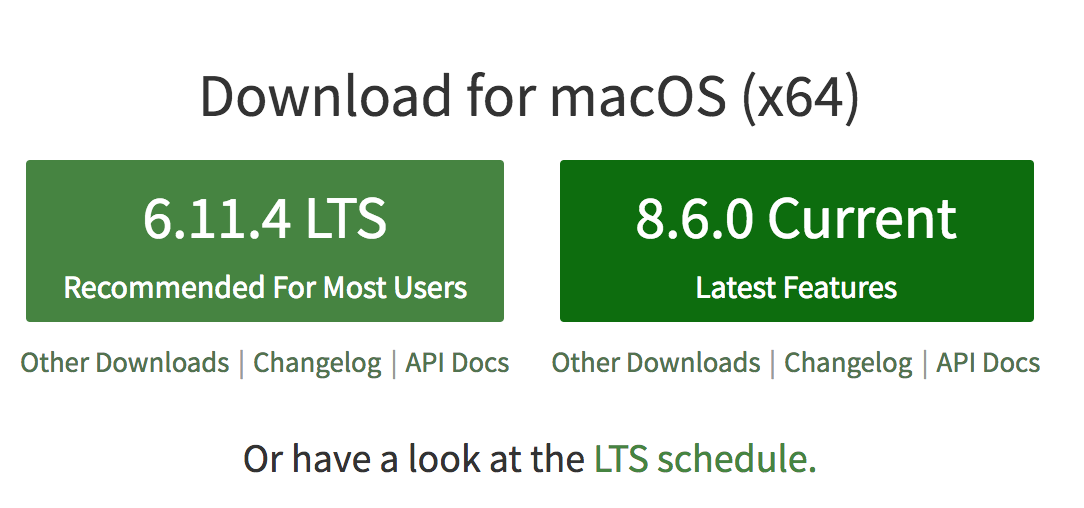 Download for macOS (x64)
6.11.4 LTS
Recommended For Most Users
Other Downloads | Changelog | API Docs
8.6.0 Current
Latest Features
Other Downloads | Changelog | API Docs
Or have a look at the LTS schedule.